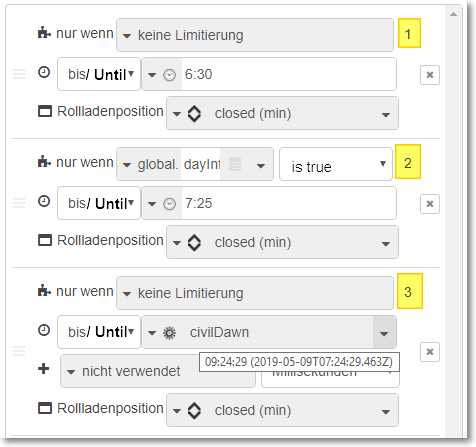 nur wenn keine Limitierung 1
bis/ Until 6:30
Rollladenposition closed (min)
nur wenn global. dayInf is true 2
bis/ Until 7:25
Rollladenposition closed (min)
nur wenn keine Limitierung 3
bis/ Until civilDawn
09:24:29 (2019-05-09T07:24:29.463Z)
nicht verwendet Millisekunden
Rollladenposition closed (min)